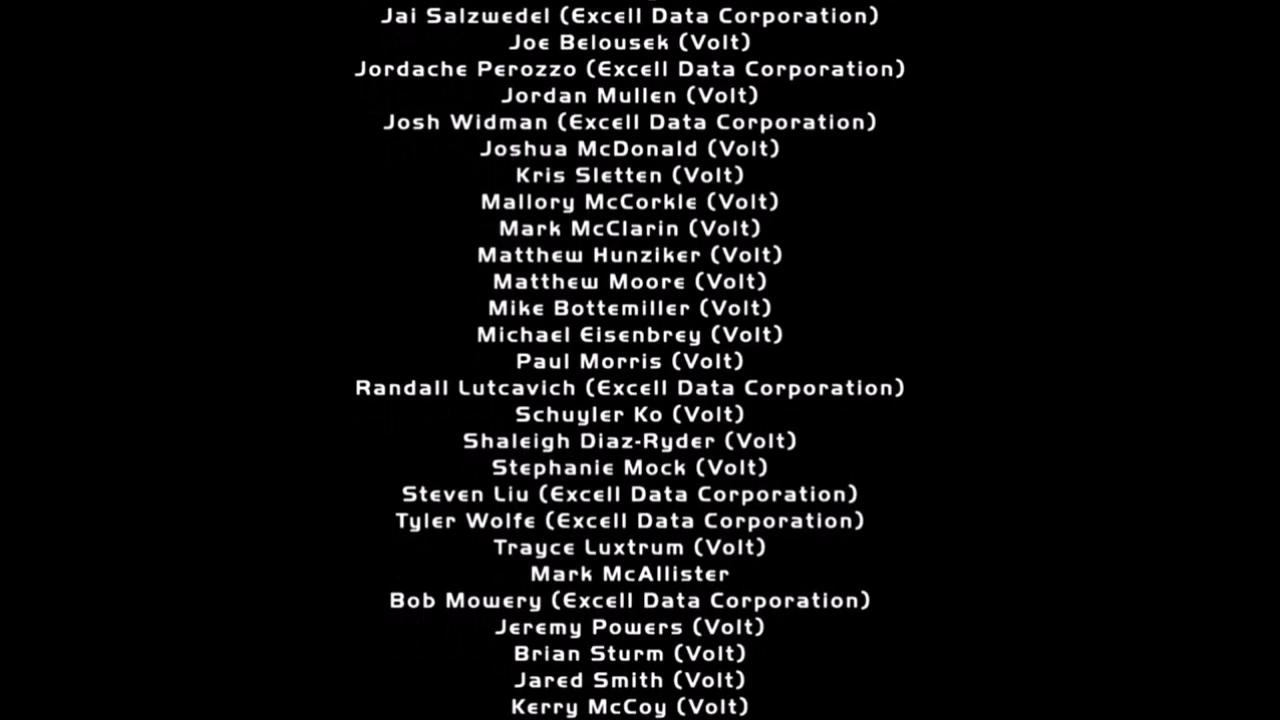 Jai Salzwedel (Excell Data Corporation)
Joe Belousek (Volt)
Jordache Perozzo (Excell Data Corporation)
Jordan Mullen (Volt)
Josh Widman (Excell Data Corporation)
Joshua McDonald (Volt)
Kris Sletten (Volt)
Mallory McCorkle (Volt)
Mark McClarin (Volt)
Matthew Hunziker (Volt)
Matthew Moore (Volt)
Mike Bottemiller (Volt)
Michael Eisenbrey (Volt)
Paul Morris (Volt)
Randall Lutcavich (Excell Data Corporation)
Schuyler Ko (Volt)
Shaleigh Diaz-Ryder (Volt)
Stephanie Mock (Volt)
Steven Liu (Excell Data Corporation)
Tyler Wolfe (Excell Data Corporation)
Trayce Luxtrum (Volt)
Mark McAllister
Bob Mowery (Excell Data Corporation)
Jeremy Powers (Volt)
Brian Sturm (Volt)
Jared Smith (Volt)
Kerry McCoy (Volt)